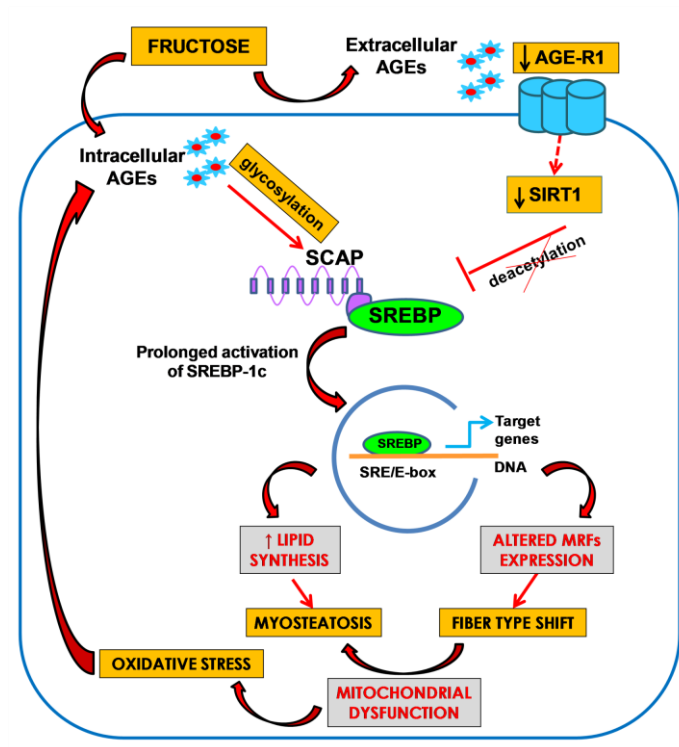 FRUCTOSE
Extracellular
AGEs
↓ AGE-R1
Intracellular
AGEs
glycosylation
↓ SIRT1
deacetylation
SCAP
SREBP
Prolonged activation
of SREBP-1c
Target
genes
SREBP
SRE/E-box
DNA
↑ LIPID
SYNTHESIS
ALTERED MRFs
EXPRESSION
MYOSTEATOSIS
FIBER TYPE SHIFT
OXIDATIVE STRESS
MITOCHONDRIAL
DYSFUNCTION